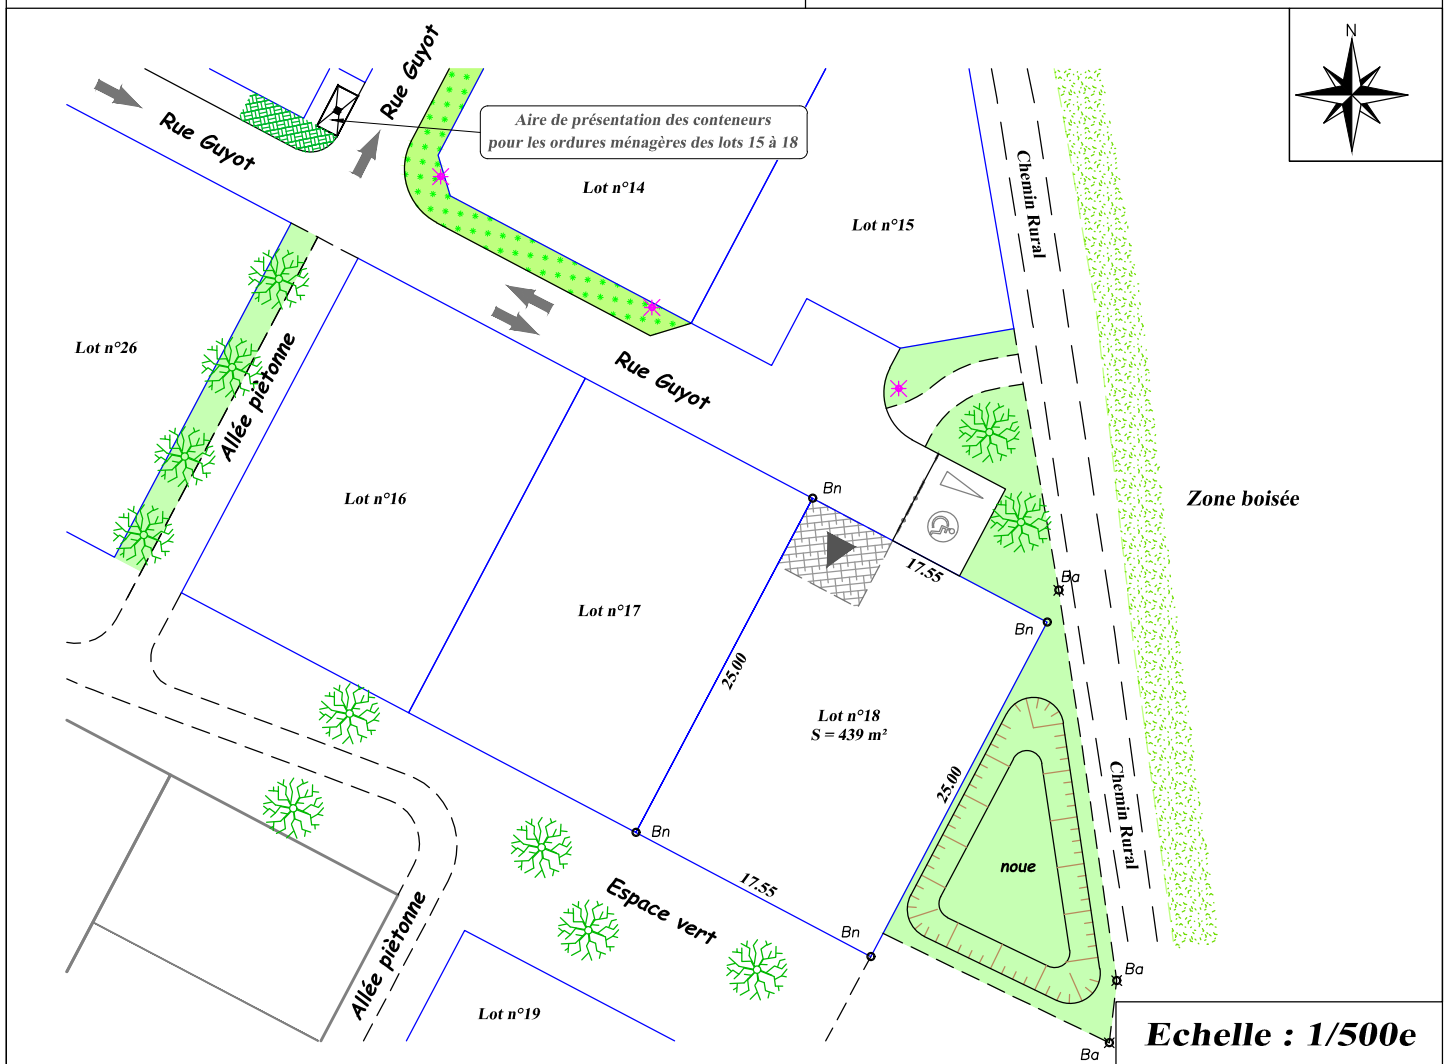 N
Rue Guyot
Rue Guyot
Aire de présentation des conteneurs
pour les ordures ménagères des lots 15 à 18
Lot n°14
Lot n°15
Chemin Rural
Lot n°26
Allée piètonne
Rue Guyot
Lot n°16
Bn
Zone boisée
17.55
Ba
Lot n°17
Bn
25.00
Lot n°18
S = 439 m²
25.00
Chemin Rural
Bn
noue
17.55
Espace vert
Bn
Allée piètonne
Ba
Lot n°19
Echelle : 1/500e
Ba